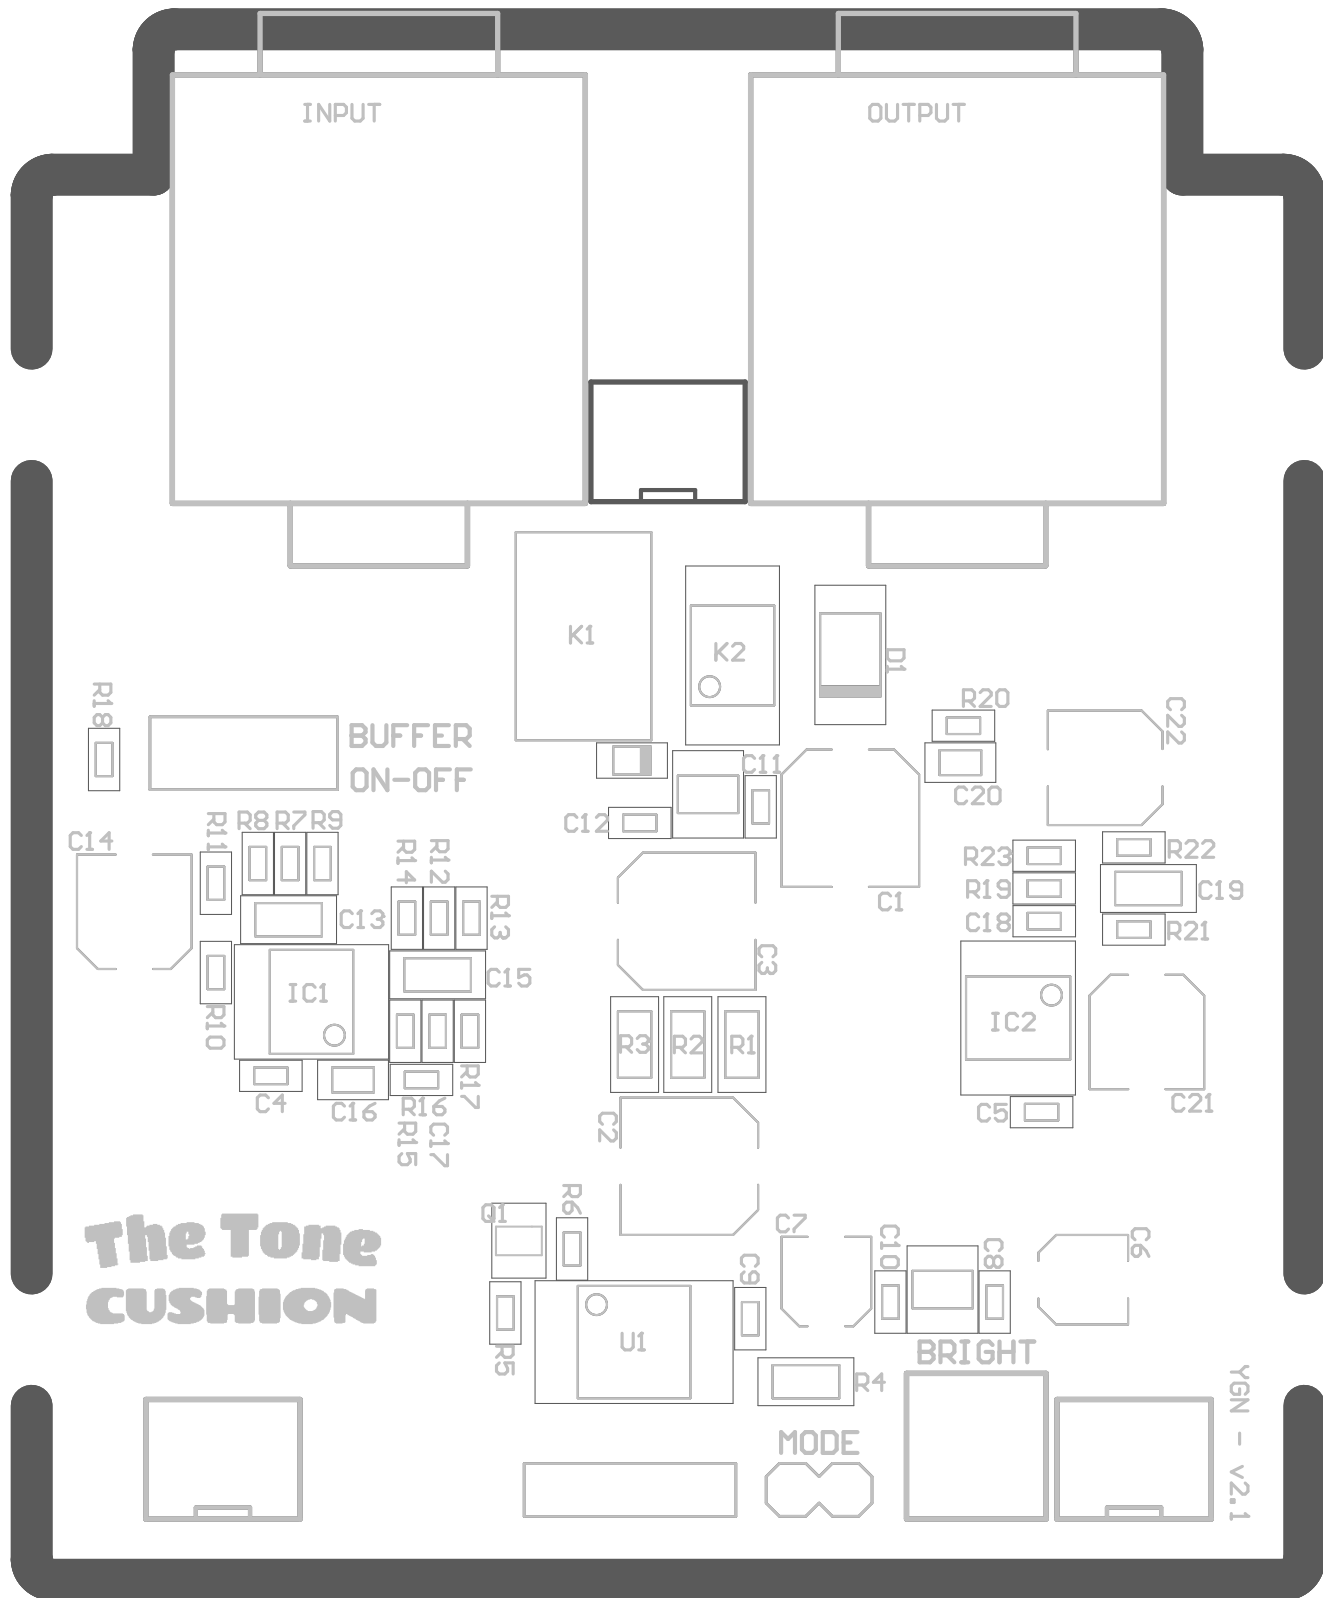 INPUT
OUTPUT
K1
K2
D1
R18
BUFFER
ON-OFF
R20
C22
C11
C20
C12
C14
R11
R8
R7
R9
R14
R12
R13
C13
C1
R23
R22
R19
C19
C18
R21
C3
C15
IC1
IC2
R10
R3
R2
R1
C4
C16
R16
R17
C5
C21
R15
C17
C2
The Tone
CUSHION
Q1
R6
C7
C10
C8
C6
C9
U1
R5
R4
BRIGHT
MODE
YGN - v2.1